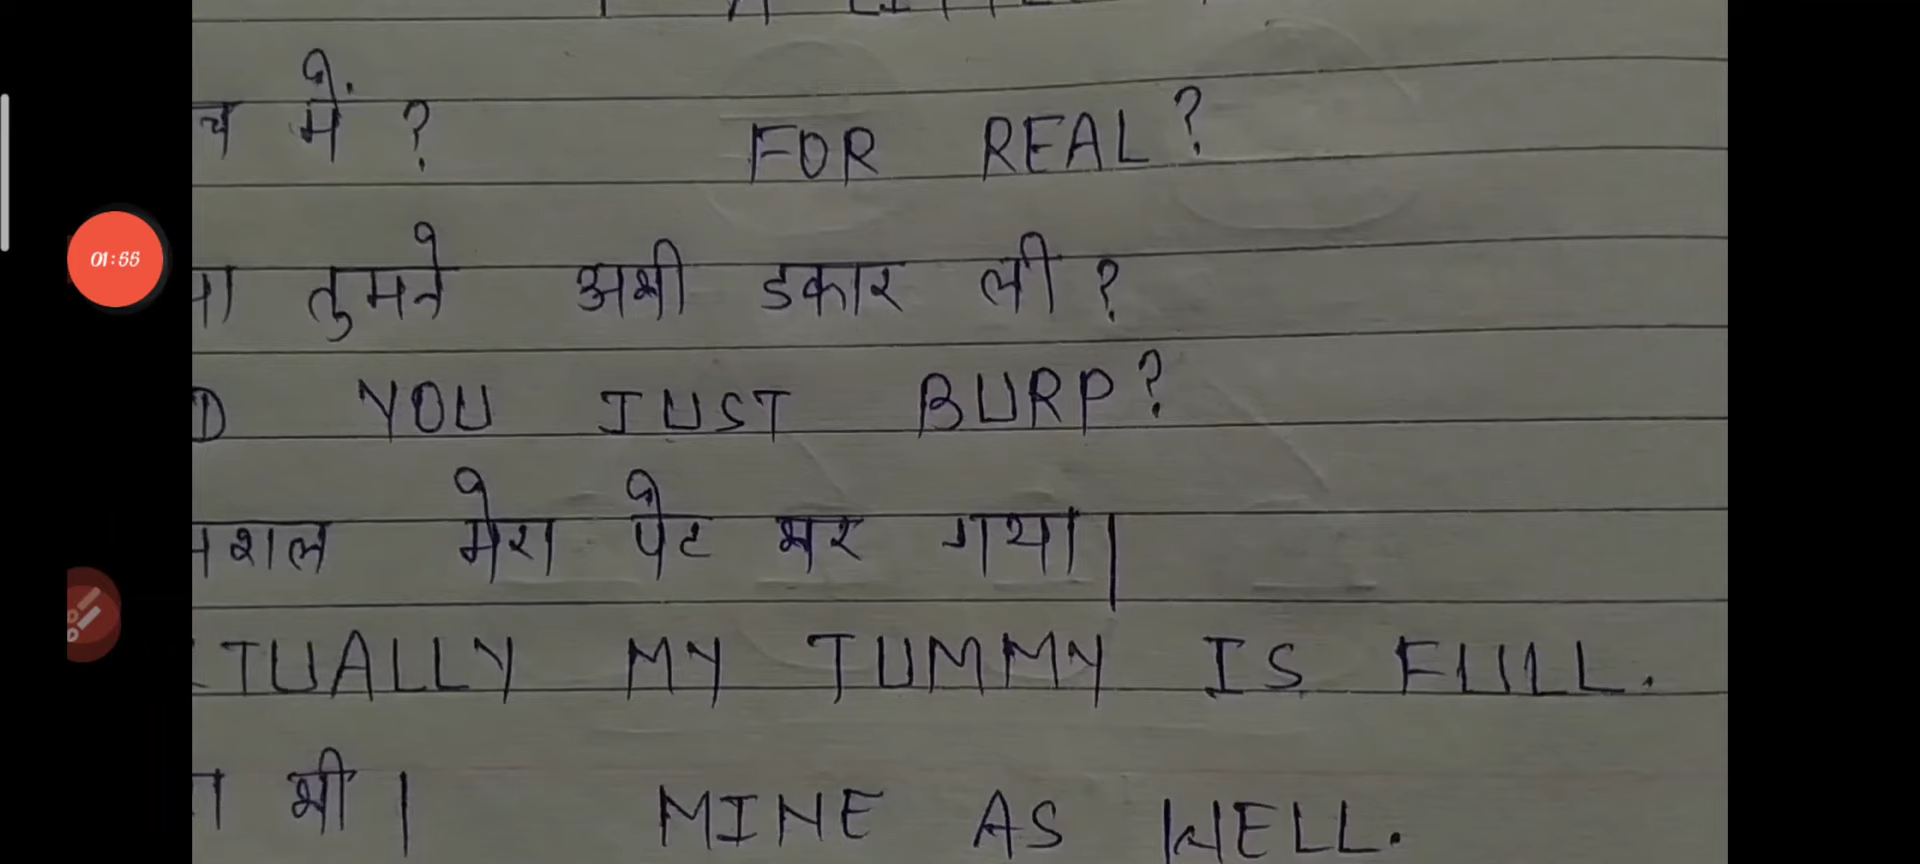 में ? FOR REAL?
तुमने अभी डकार ली ?
YOU JUST BURP?
मेरा पेट भर गया।
MY TUMMY IS FULL.
भी । MINE AS WELL.
01:55